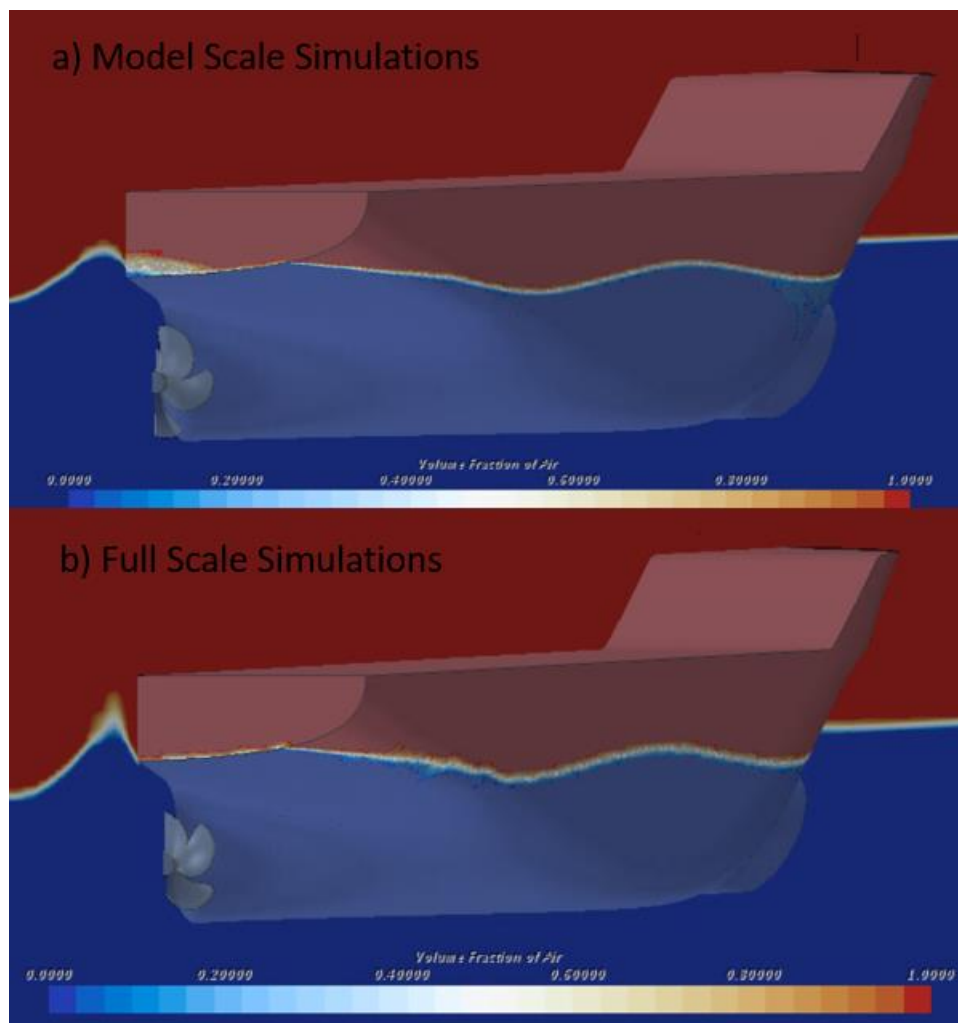 a) Model Scale Simulations
Volume Fraction of Air
0.0000 0.20000 0.40000 0.60000 0.80000 1.0000
b) Full Scale Simulations
Volume Fraction of Air
0.0000 0.20000 0.40000 0.60000 0.80000 1.0000